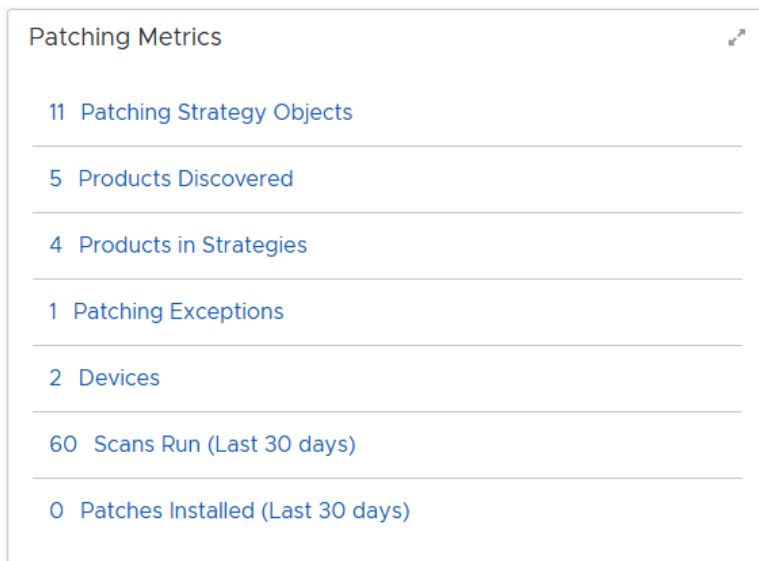 Patching Metrics
11 Patching Strategy Objects
5 Products Discovered
4 Products in Strategies
1 Patching Exceptions
2 Devices
60 Scans Run (Last 30 days)
0 Patches Installed (Last 30 days)